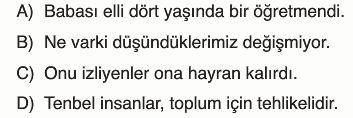 A) Babası elli dört yaşında bir öğretmendi.
B) Ne varki düşündüklerimiz değişmiyor.
C) Onu izliyenler ona hayran kalırdı.
D) Tenbel insanlar, toplum için tehlikelidir.